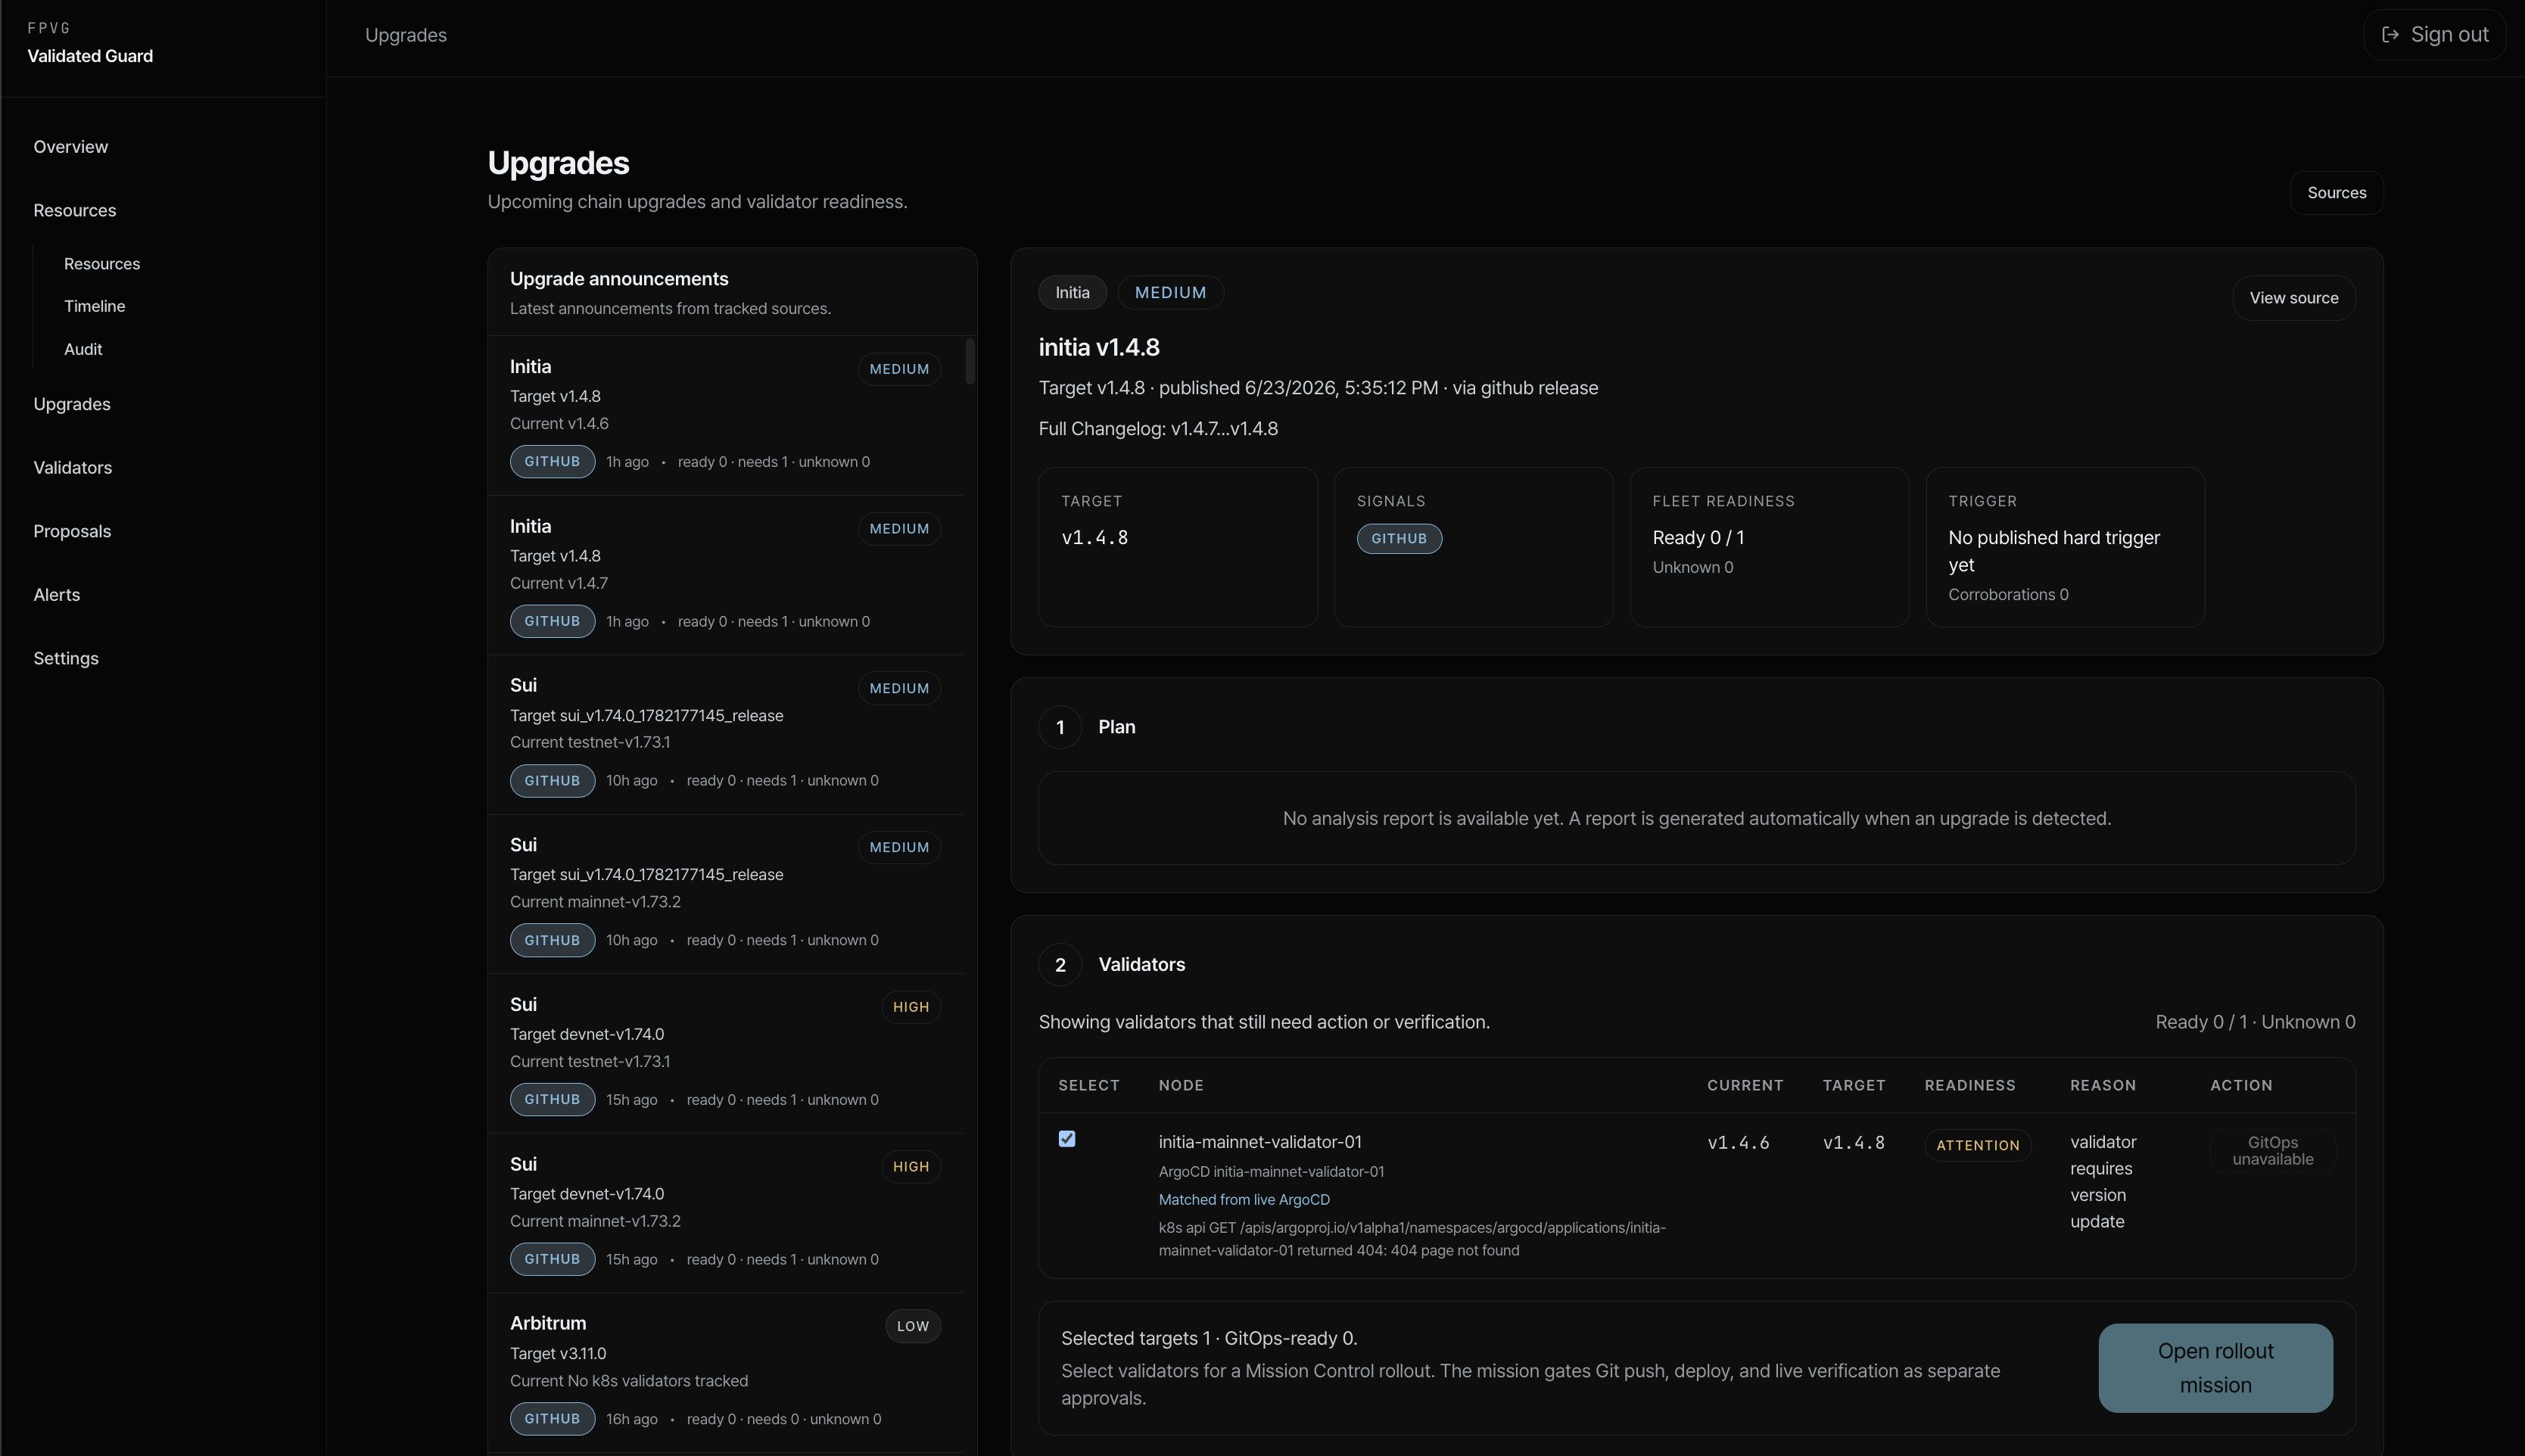 FPVG
Validated Guard
Overview
Resources
Resources
Timeline
Audit
Upgrades
Validators
Proposals
Alerts
Settings
Upgrades
Sign out
Upgrades
Upcoming chain upgrades and validator readiness.
Sources
Upgrade announcements
Latest announcements from tracked sources.
Initia
MEDIUM
Target v1.4.8
Current v1.4.6
GITHUB 1h ago • ready 0 · needs 1 · unknown 0
Initia
MEDIUM
Target v1.4.8
Current v1.4.7
GITHUB 1h ago • ready 0 · needs 1 · unknown 0
Sui
MEDIUM
Target sui_v1.74.0_1782177145_release
Current testnet-v1.73.1
GITHUB 10h ago • ready 0 · needs 1 · unknown 0
Sui
MEDIUM
Target sui_v1.74.0_1782177145_release
Current mainnet-v1.73.2
GITHUB 10h ago • ready 0 · needs 1 · unknown 0
Sui
HIGH
Target devnet-v1.74.0
Current testnet-v1.73.1
GITHUB 15h ago • ready 0 · needs 1 · unknown 0
Sui
HIGH
Target devnet-v1.74.0
Current mainnet-v1.73.2
GITHUB 15h ago • ready 0 · needs 1 · unknown 0
Arbitrum
LOW
Target v3.11.0
Current No k8s validators tracked
GITHUB 16h ago • ready 0 · needs 0 · unknown 0
Initia MEDIUM
View source
initia v1.4.8
Target v1.4.8 · published 6/23/2026, 5:35:12 PM · via github release
Full Changelog: v1.4.7...v1.4.8
TARGET
v1.4.8
SIGNALS
GITHUB
FLEET READINESS
Ready 0 / 1
Unknown 0
TRIGGER
No published hard trigger
yet
Corroborations 0
1 Plan
No analysis report is available yet. A report is generated automatically when an upgrade is detected.
2 Validators
Showing validators that still need action or verification.
Ready 0 / 1 · Unknown 0
SELECT NODE CURRENT TARGET READINESS REASON ACTION
initia-mainnet-validator-01
ArgoCD initia-mainnet-validator-01
Matched from live ArgoCD
k8s api GET /apis/argoproj.io/v1alpha1/namespaces/argocd/applications/initia-
mainnet-validator-01 returned 404: 404 page not found
v1.4.6
v1.4.8
ATTENTION
validator
requires
version
update
GitOps
unavailable
Selected targets 1 · GitOps-ready 0.
Select validators for a Mission Control rollout. The mission gates Git push, deploy, and live verification as separate
approvals.
Open rollout
mission